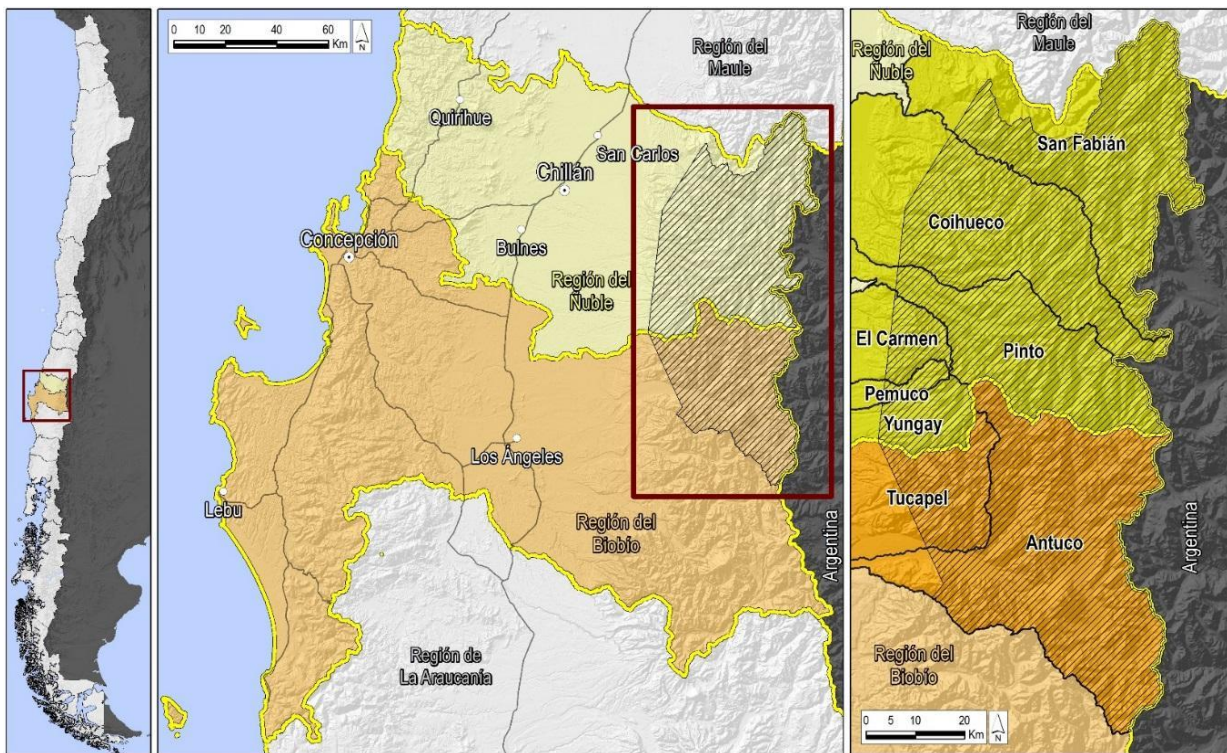 0 10 20 40 60
Km
N
Región del
Maule
Quirihue
San Carlos
Chillán
Concepción
Bulnes
Región del
Ñuble
Los Ángeles
Lebu
Región del
Biobío
Argentina
Región de
La Araucanía
Región del
Ñuble
Región del
Maule
San Fabián
Coihueco
El Carmen
Pinto
Pemuco
Yungay
Tucapel
Antuco
Argentina
Región del
Biobío
0 5 10 20
Km
N